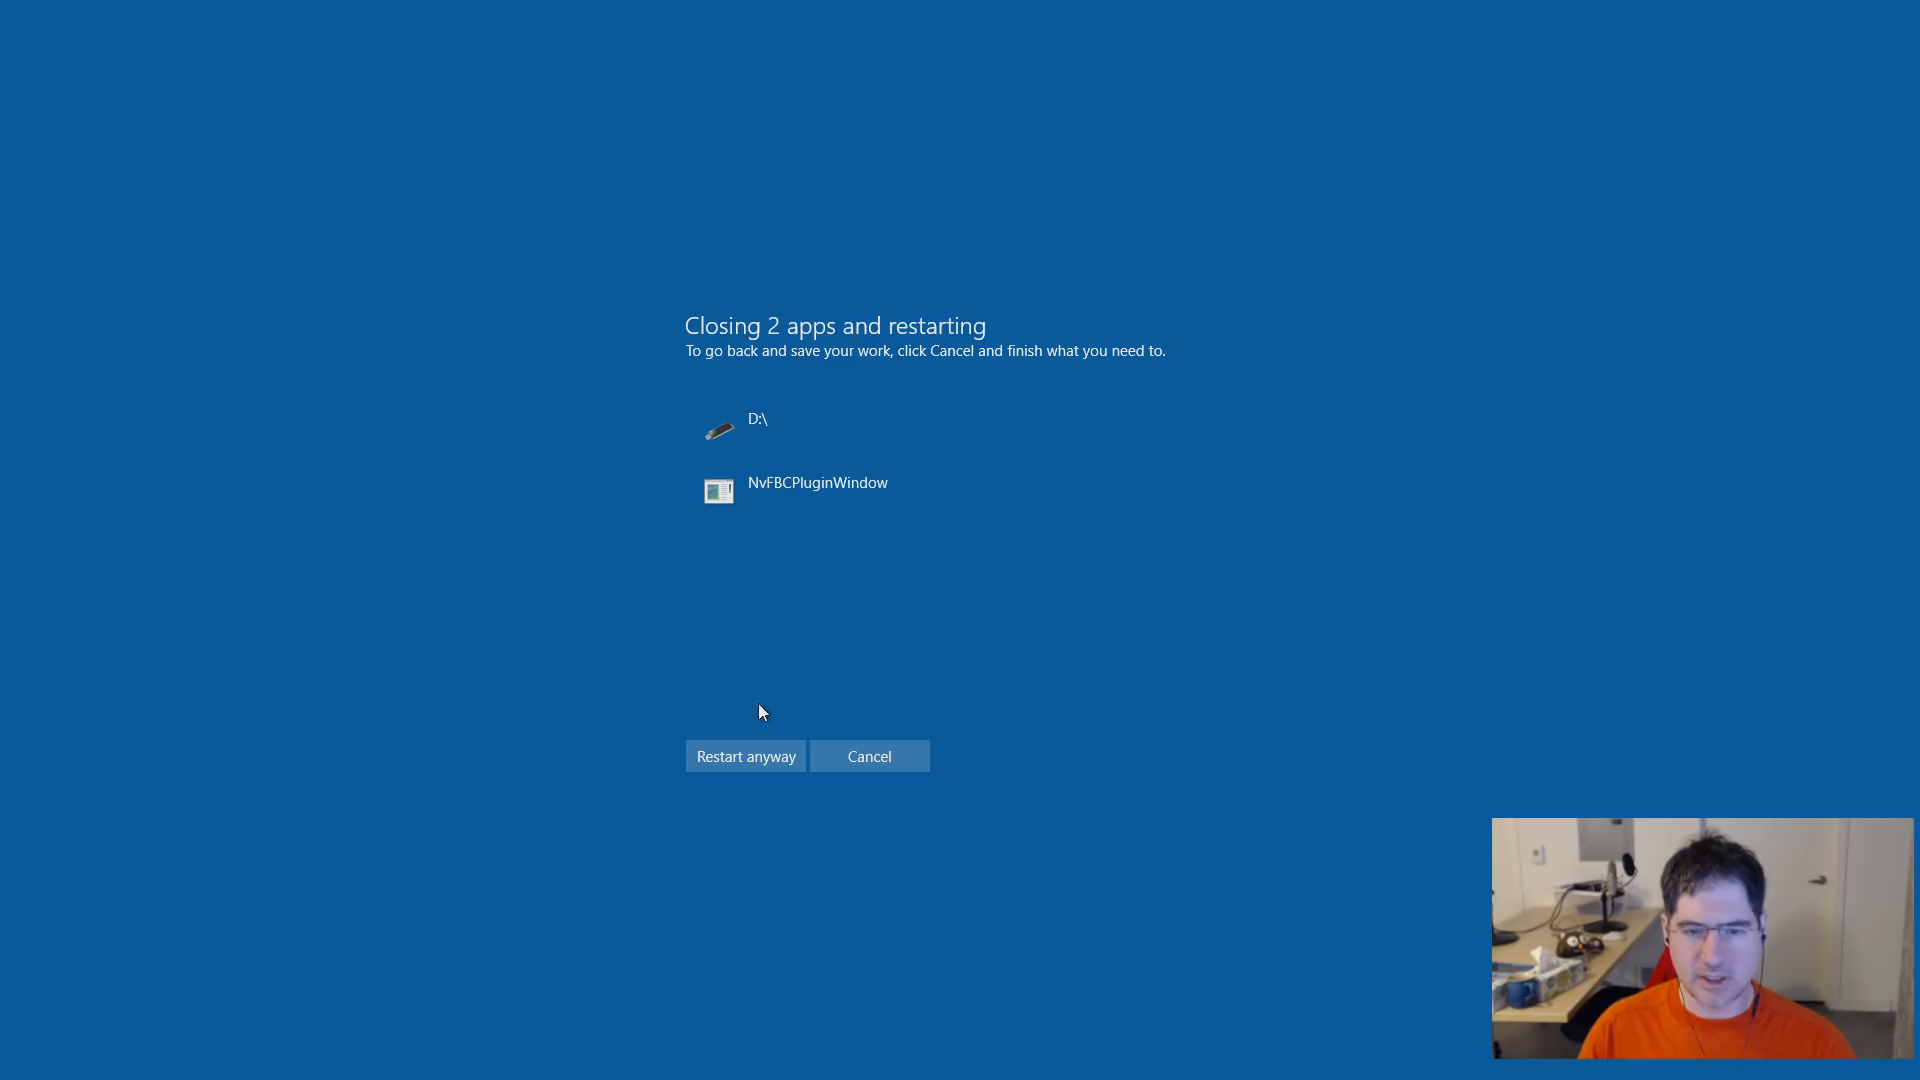 Closing 2 apps and restarting
To go back and save your work, click Cancel and finish what you need to.
D:\
NvFBCPluginWindow
Restart anyway
Cancel